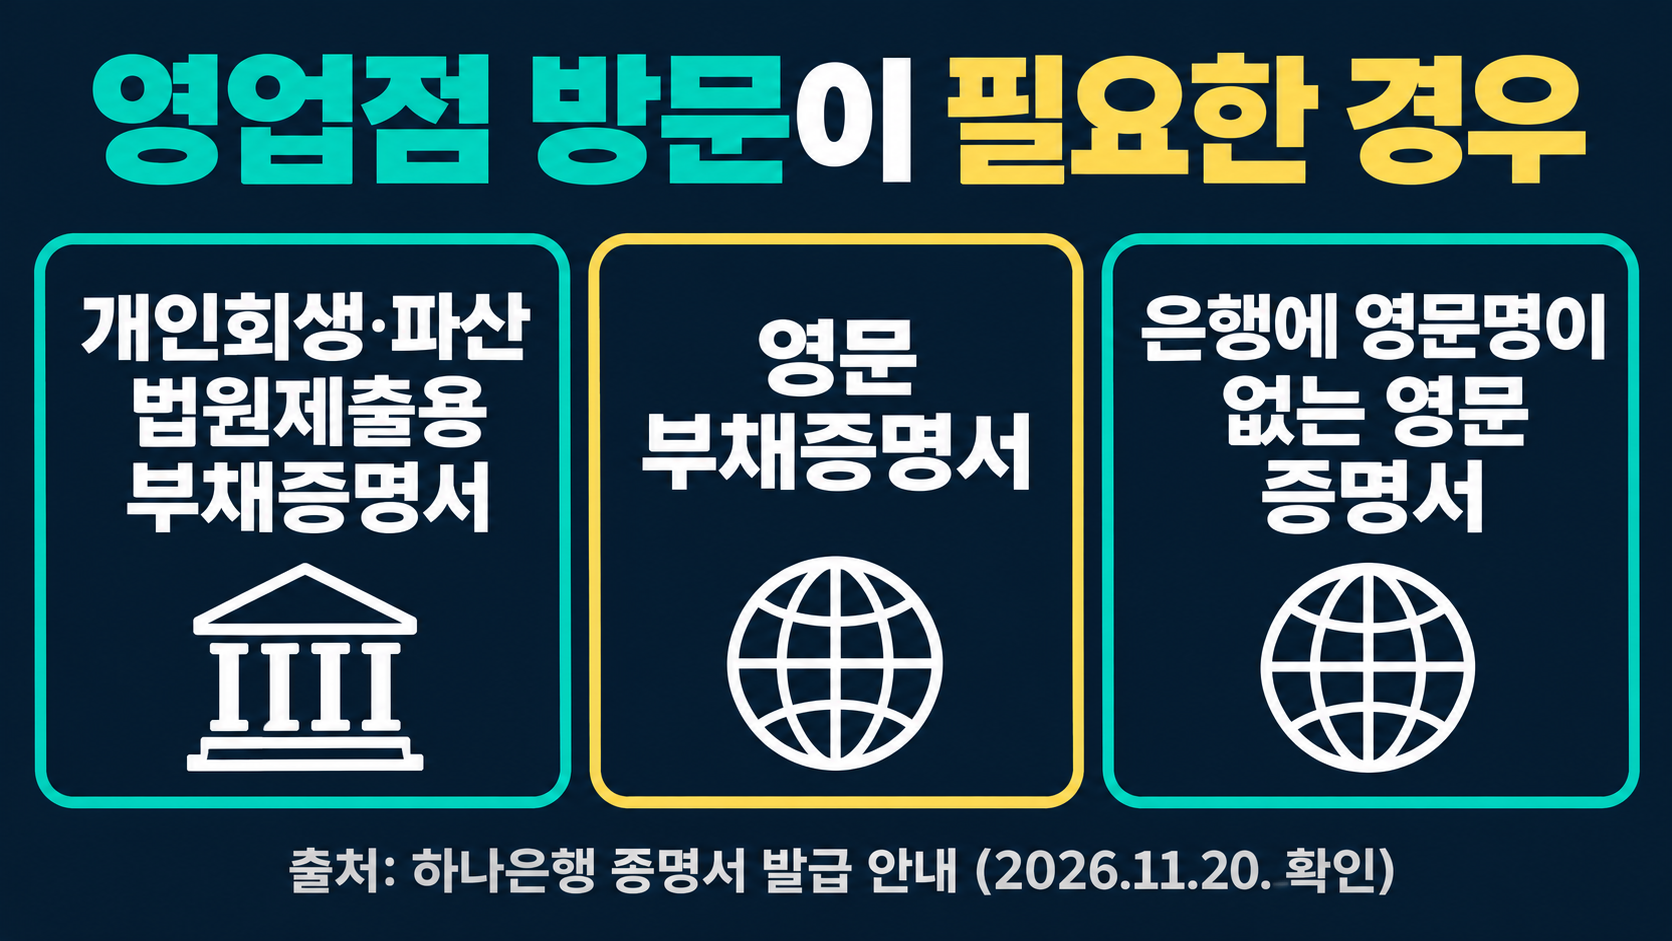 영업점 방문이 필요한 경우
개인회생·파산
법원제출용
부채증명서
영문
부채증명서
은행에 영문명이
없는 영문
증명서
출처: 하나은행 종명서 발급 안내 (2026.11.20. 확인)